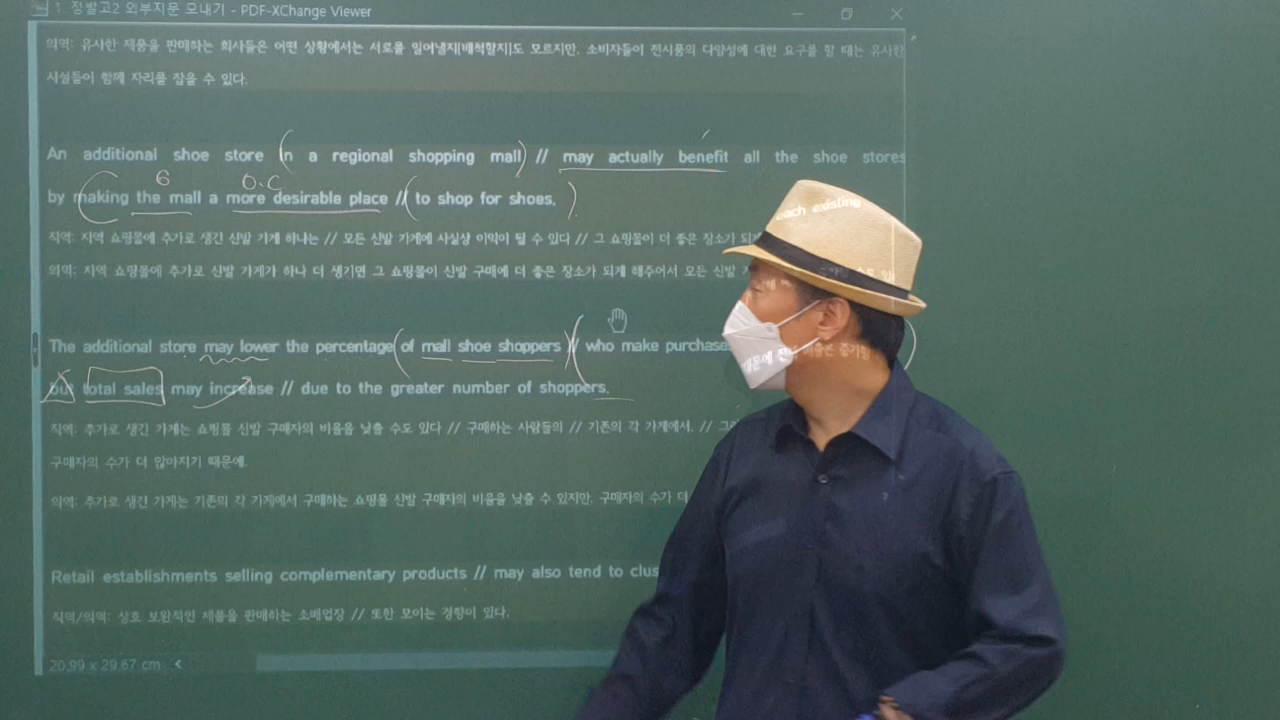 1. 정발고2 외부지문 모내기 - PDF-XChange Viewer
의역: 유사한 제품을 판매하는 회사들은 어떤 상황에서는 서로를 밀어낼지[배척할지]도 모르지만, 소비자들이 전시품의 다양성에 대한 요구를 할 때는 유사한
시설들이 함께 자리를 잡을 수 있다.
An additional shoe store in a regional shopping mall // may actually benefit all the shoe stores
6 O.C
by making the mall a more desirable place // to shop for shoes.
each existing
직역: 지역 쇼핑몰에 추가로 생긴 신발 가게 하나는 // 모든 신발 가게에 사실상 이익이 될 수 있다 // 그 쇼핑몰이 더 좋은 장소가 되게
의역: 지역 쇼핑몰에 추가로 신발 가게가 하나 더 생기면 그 쇼핑몰이 신발 구매에 더 좋은 장소가 되게 해주어서 모든 신발
The additional store may lower the percentage of mall shoe shoppers // who make purchase
but total sales may increase // due to the greater number of shoppers.
직역: 추가로 생긴 가게는 쇼핑몰 신발 구매자의 비율을 낮출 수도 있다 // 구매하는 사람들의 // 기존의 각 가게에서. //
구매자의 수가 더 많아지기 때문에.
의역: 추가로 생긴 가게는 기존의 각 가게에서 구매하는 쇼핑몰 신발 구매자의 비율을 낮출 수 있지만, 구매자의 수가 더
Retail establishments selling complementary products // may also tend to clus
직역/의역: 상호 보완적인 제품을 판매하는 소매업장 // 또한 모이는 경향이 있다.
20.99 x 29.67 cm